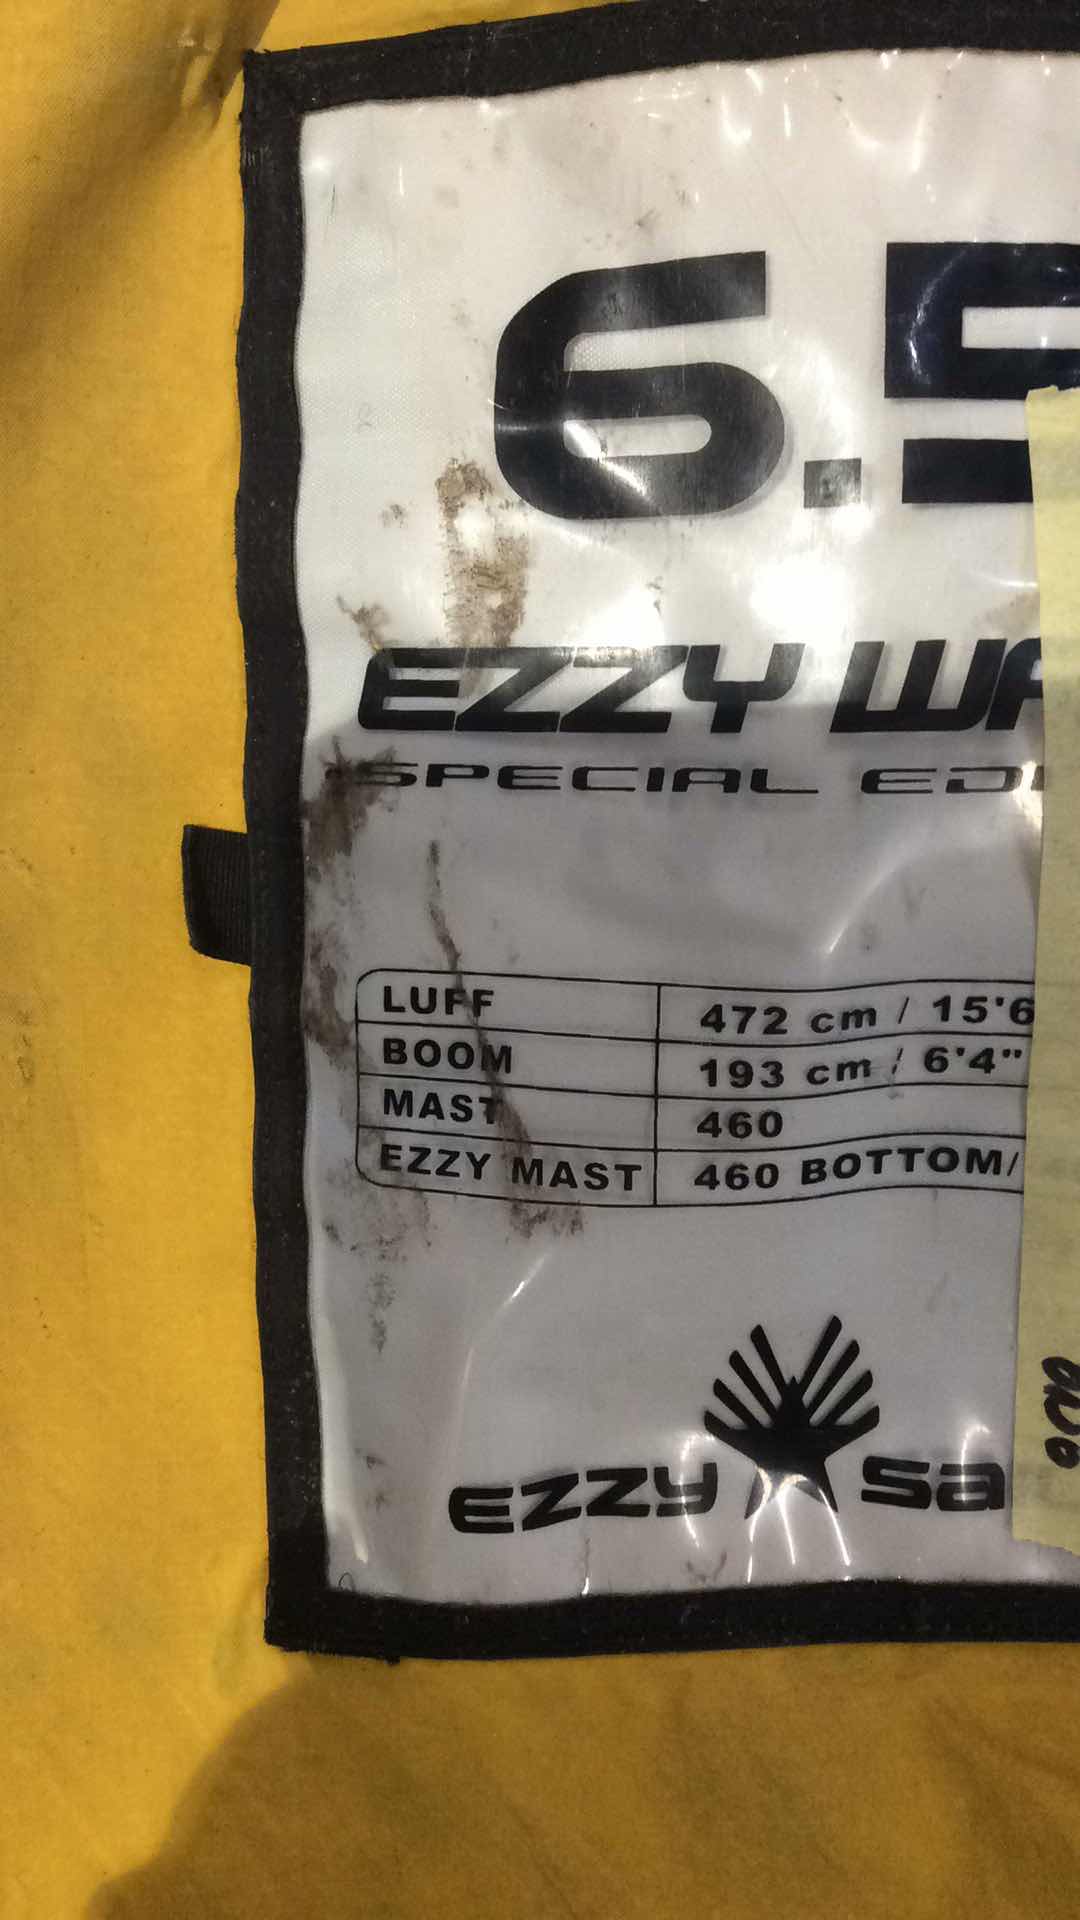 6.5
EZZY WA
SPECIAL EDI
LUFF 472 cm / 15'6
BOOM 193 cm / 6'4"
MAST 460
EZZY MAST 460 BOTTOM/
ezzy sa